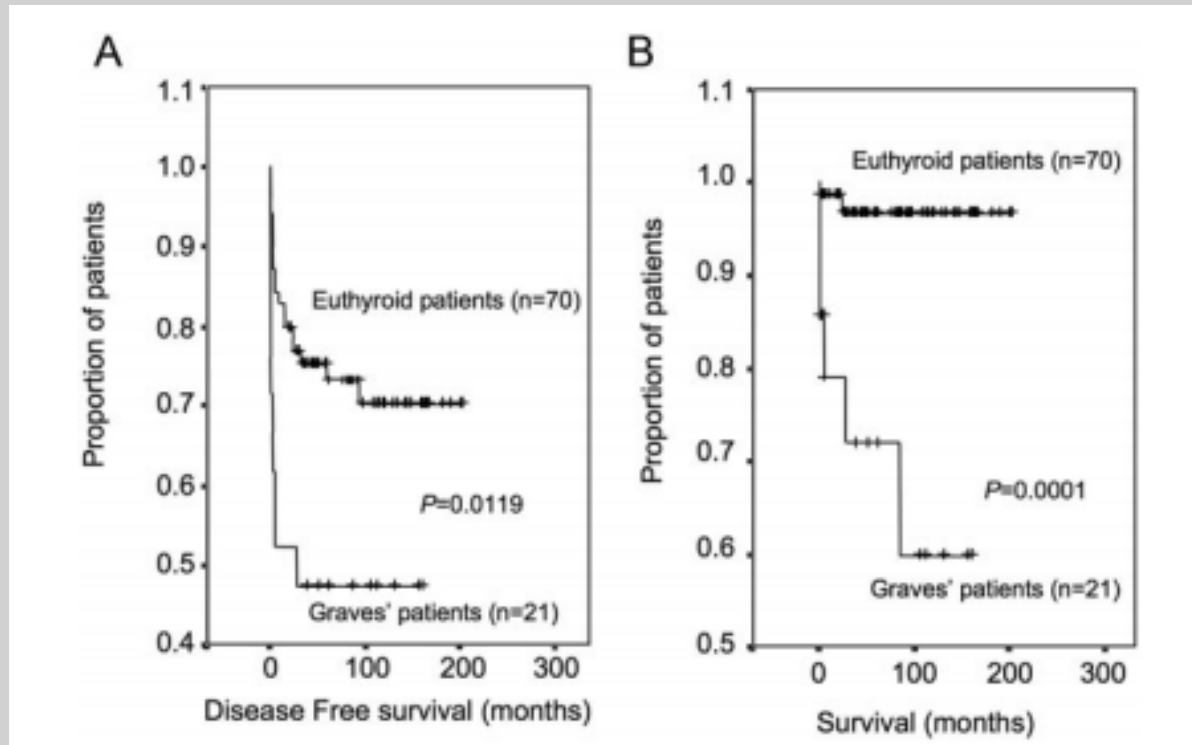 A
1.1
1.0
0.9
0.8
0.7
0.6
0.5
0.4
Proportion of patients
Euthyroid patients (n=70)
P=0.0119
Graves' patients (n=21)
0 100 200 300
Disease Free survival (months)
B
1.1
1.0
0.9
0.8
0.7
0.6
0.5
Proportion of patients
Euthyroid patients (n=70)
P=0.0001
Graves' patients (n=21)
0 100 200 300
Survival (months)